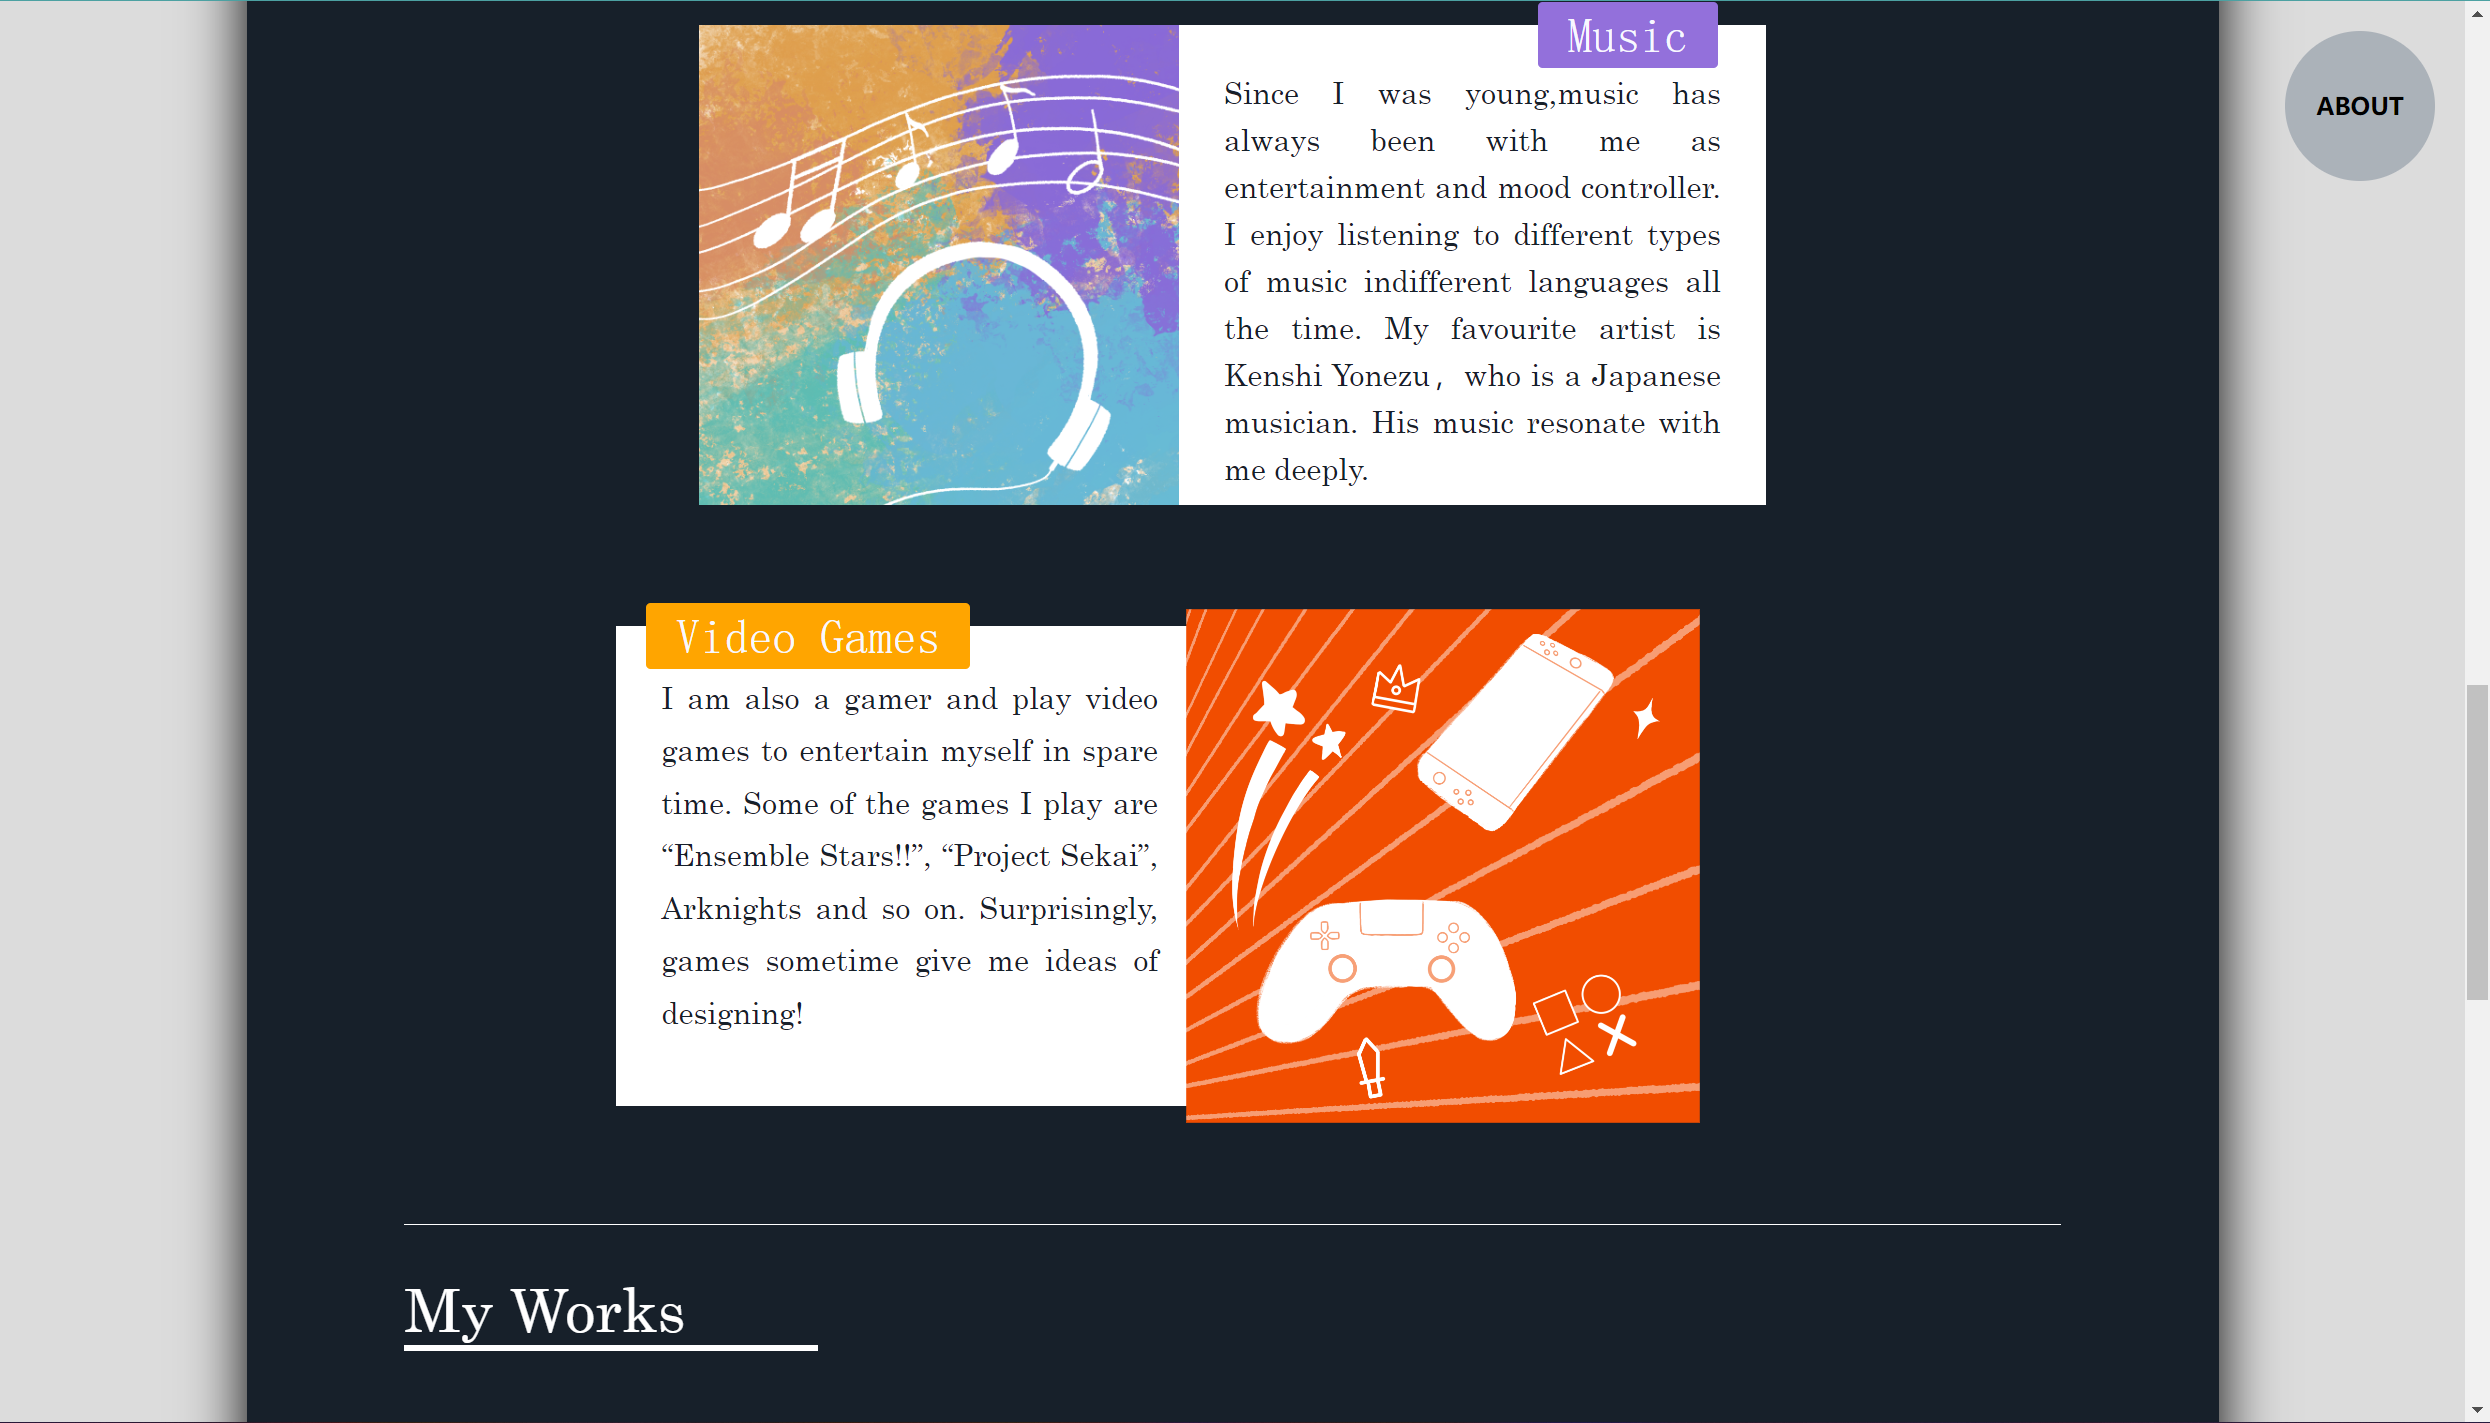 Music
Since I was young,music has
always been with me as
entertainment and mood controller.
I enjoy listening to different types
of music indifferent languages all
the time. My favourite artist is
Kenshi Yonezu，who is a Japanese
musician. His music resonate with
me deeply.
ABOUT
Video Games
I am also a gamer and play video
games to entertain myself in spare
time. Some of the games I play are
“Ensemble Stars!!”, “Project Sekai”,
Arknights and so on. Surprisingly,
games sometime give me ideas of
designing!
My Works